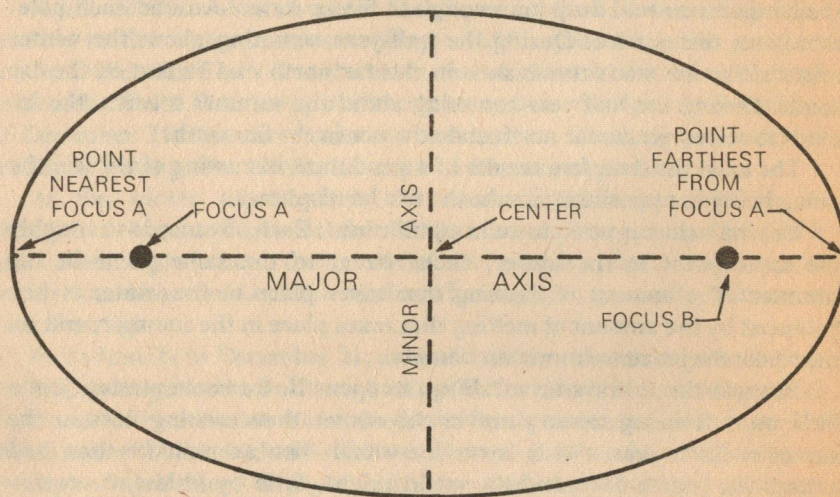 POINT
NEAREST
FOCUS A
FOCUS A
MINOR AXIS
CENTER
POINT
FARTHEST
FROM
FOCUS A
MAJOR AXIS
FOCUS B